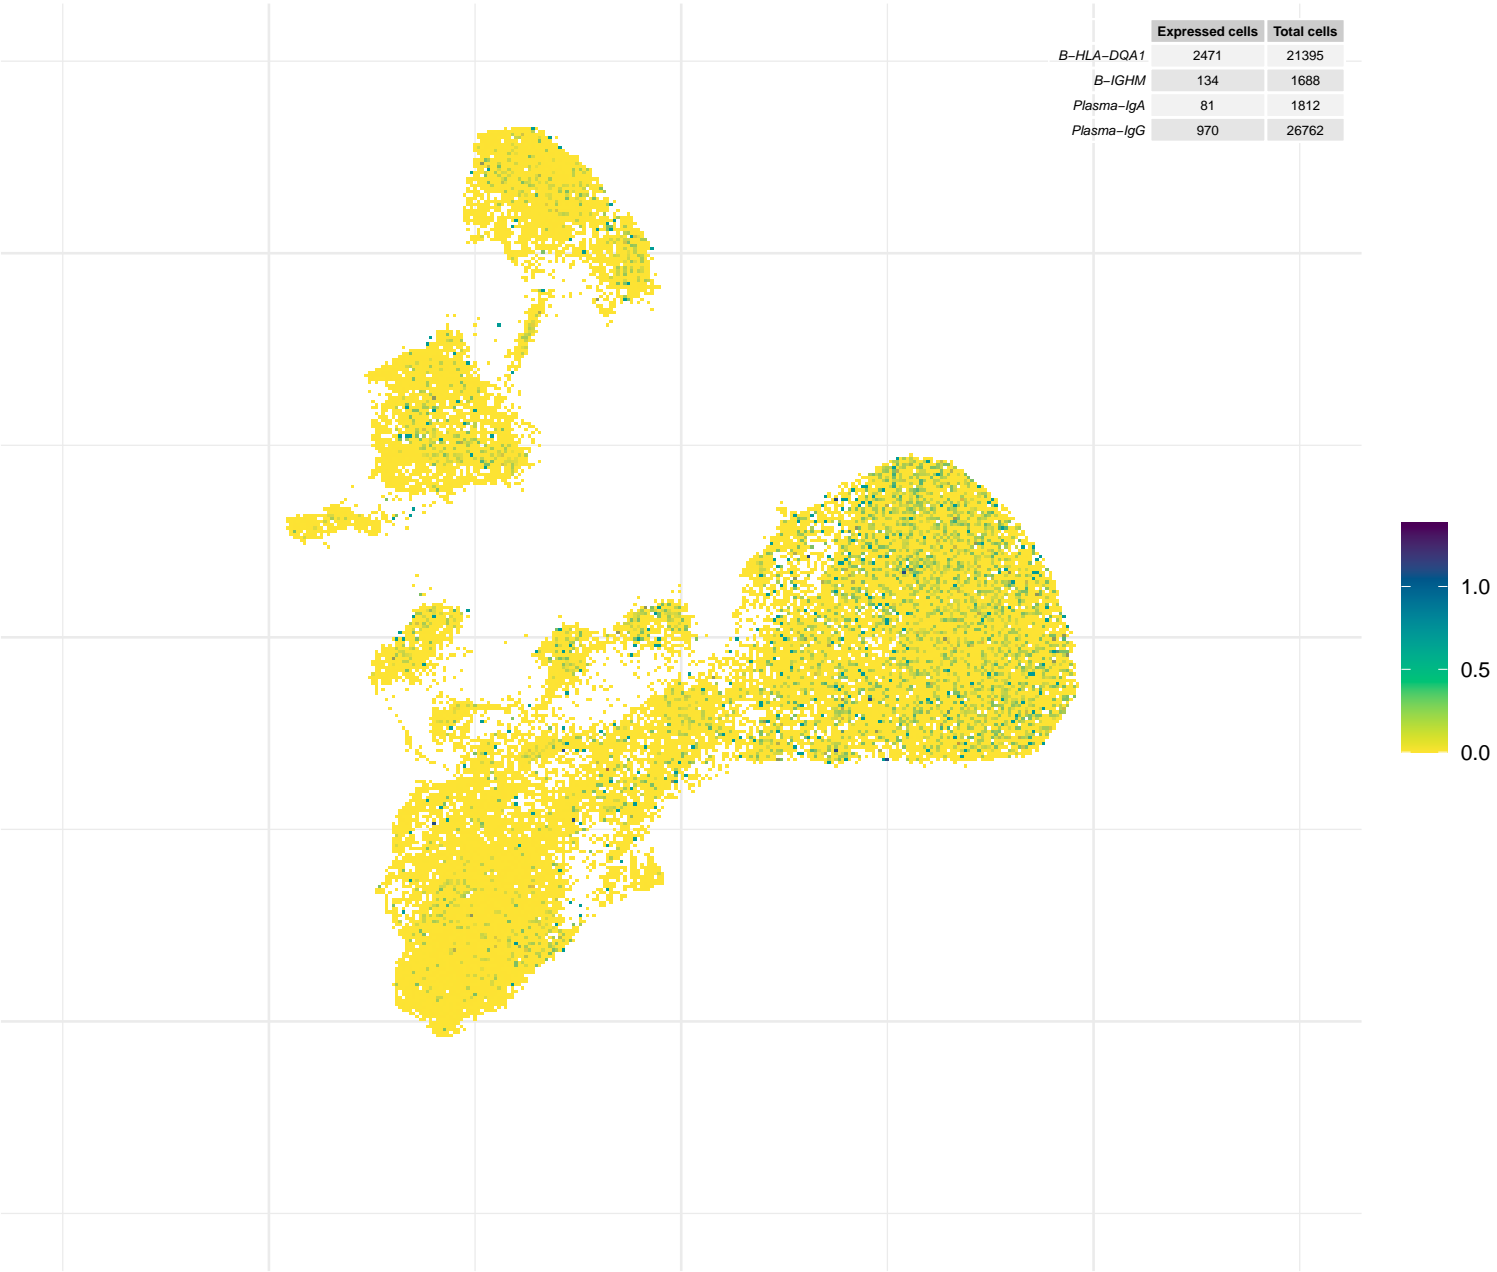 Expressed cells Total cells
B−HLA−DQA1 2471 21395
B−IGHM 134 1688
Plasma−IgA 81 1812
Plasma−IgG 970 26762
1.0
0.5
0.0